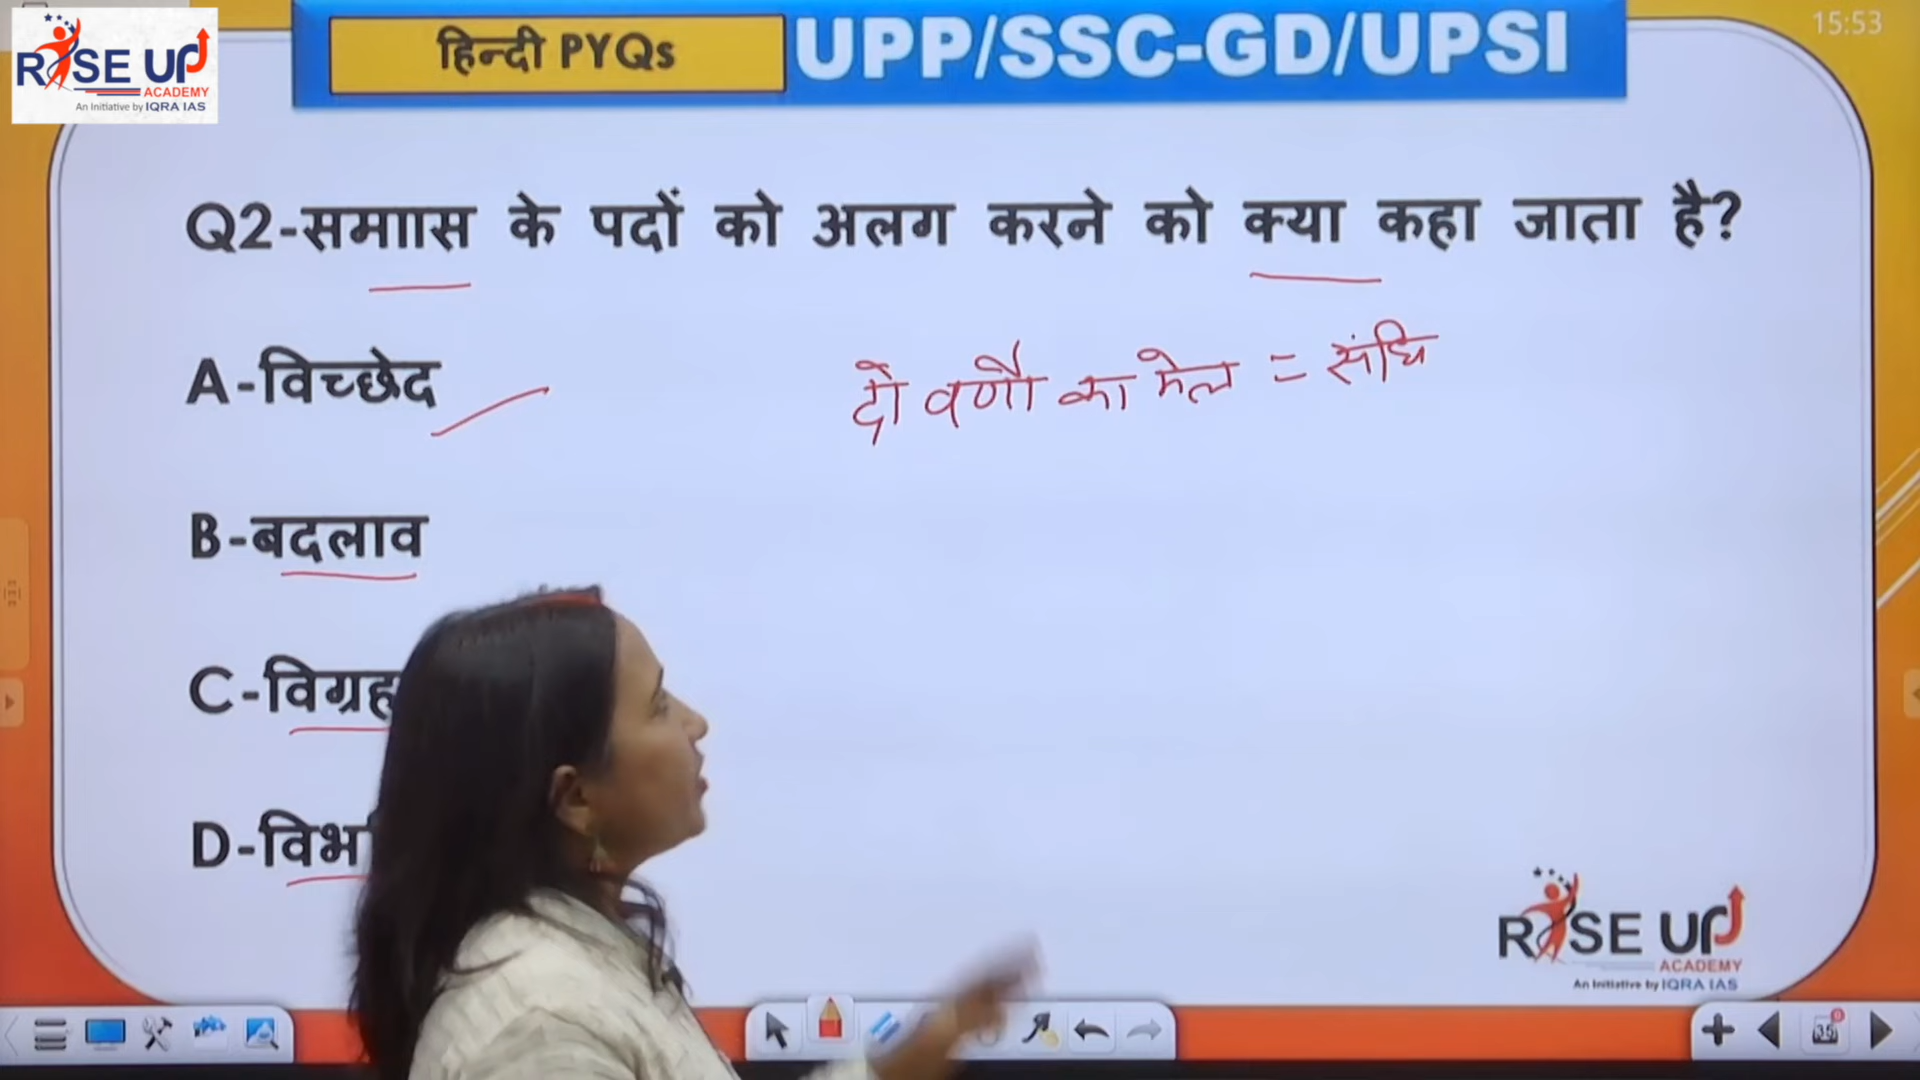 RISE UP
ACADEMY
An Initiative by IQRA IAS
हिन्दी PYQs
UPP/SSC-GD/UPSI
15:53
Q2-समाास के पदों को अलग करने को क्या कहा जाता है?
A-विच्छेद
दो वर्णों का मेल = संधि
B-बदलाव
C-विग्रह
D-
RISE UP
ACADEMY
An Initiative by IQRA IAS
35